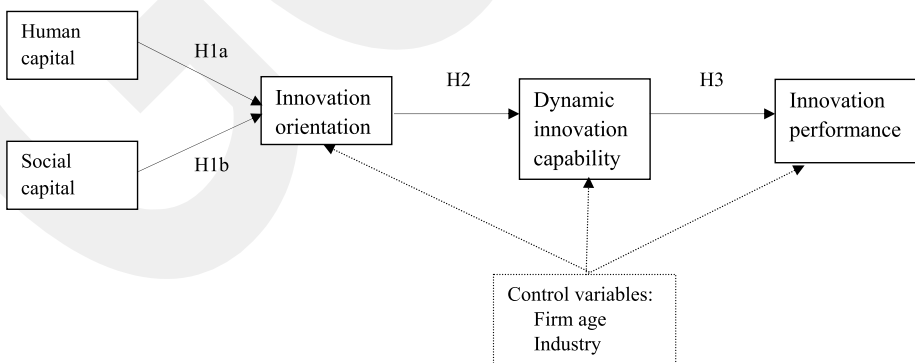 Human
capital
H1a
Social
capital
H1b
Innovation
orientation
H2
Dynamic
innovation
capability
H3
Innovation
performance
Control variables:
Firm age
Industry